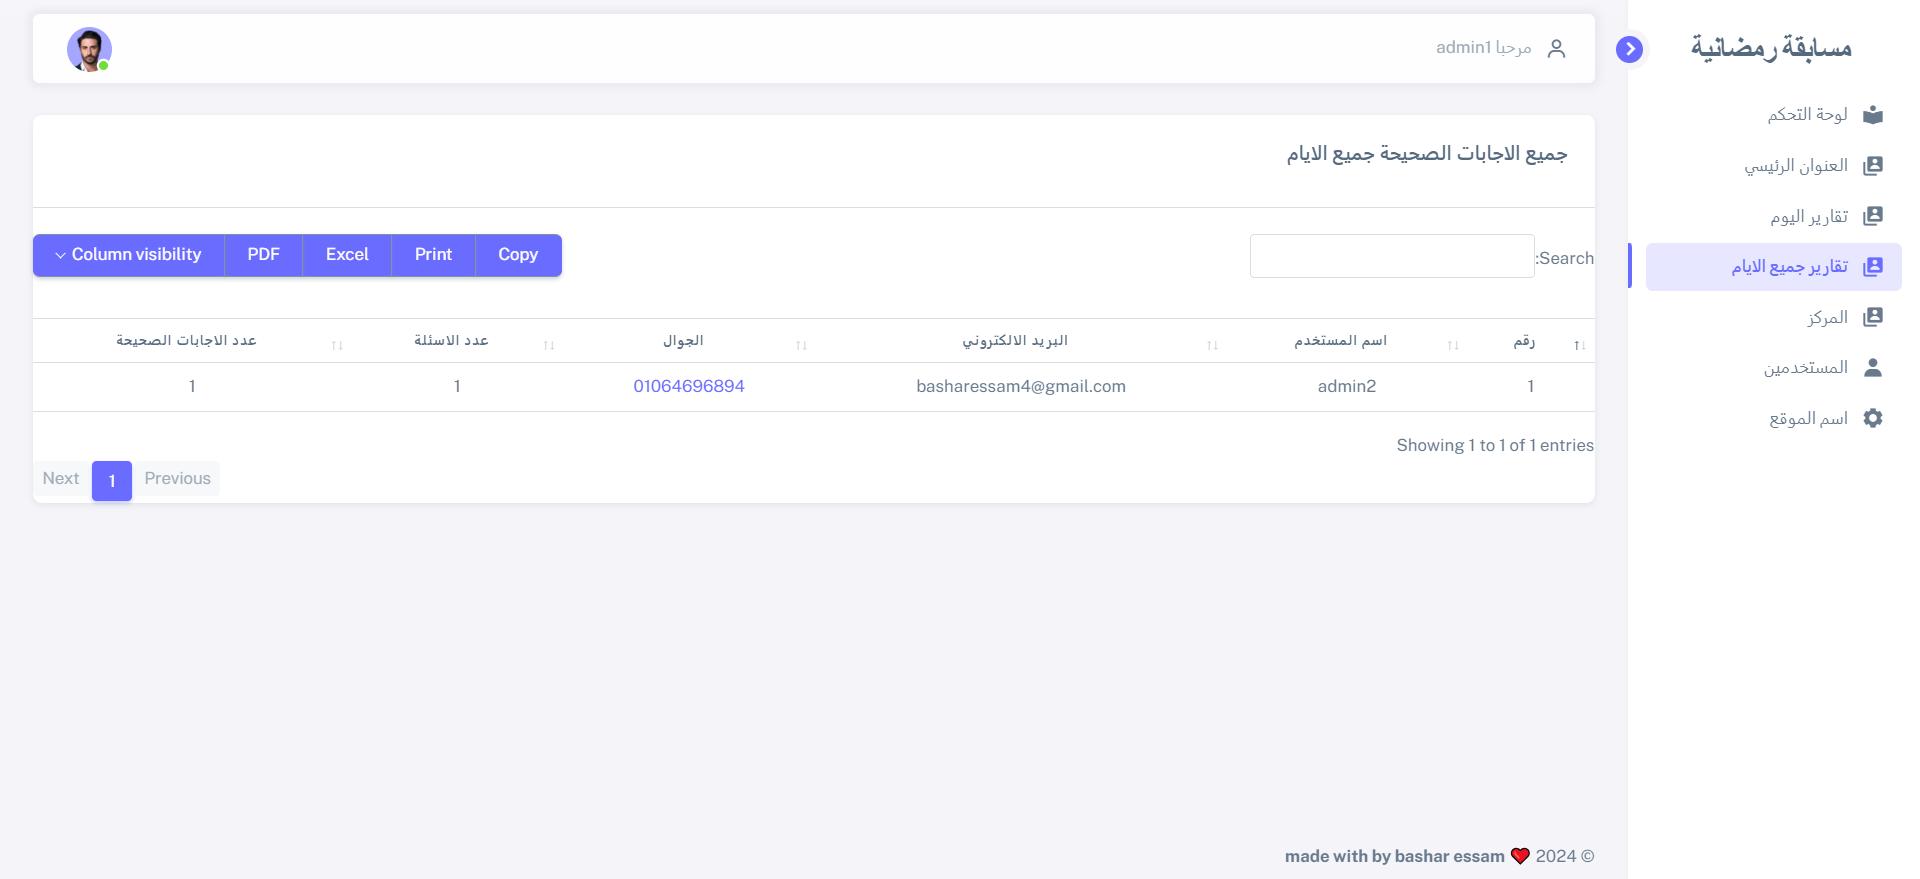 مسابقة رمضانية
لوحة التحكم
العنوان الرئيسي
تقارير اليوم
تقارير جميع الايام
المركز
المستخدمين
اسم الموقع
مرحبا admin1
جميع الاجابات الصحيحة جميع الايام
Search:
Copy
Print
Excel
PDF
Column visibility
رقم اسم المستخدم البريد الالكتروني الجوال عدد الاسئلة عدد الاجابات الصحيحة
1 admin2 basharessam4@gmail.com 01064696894 1 1
Showing 1 to 1 of 1 entries
Previous 1 Next
© 2024 ❤️ made with by bashar essam